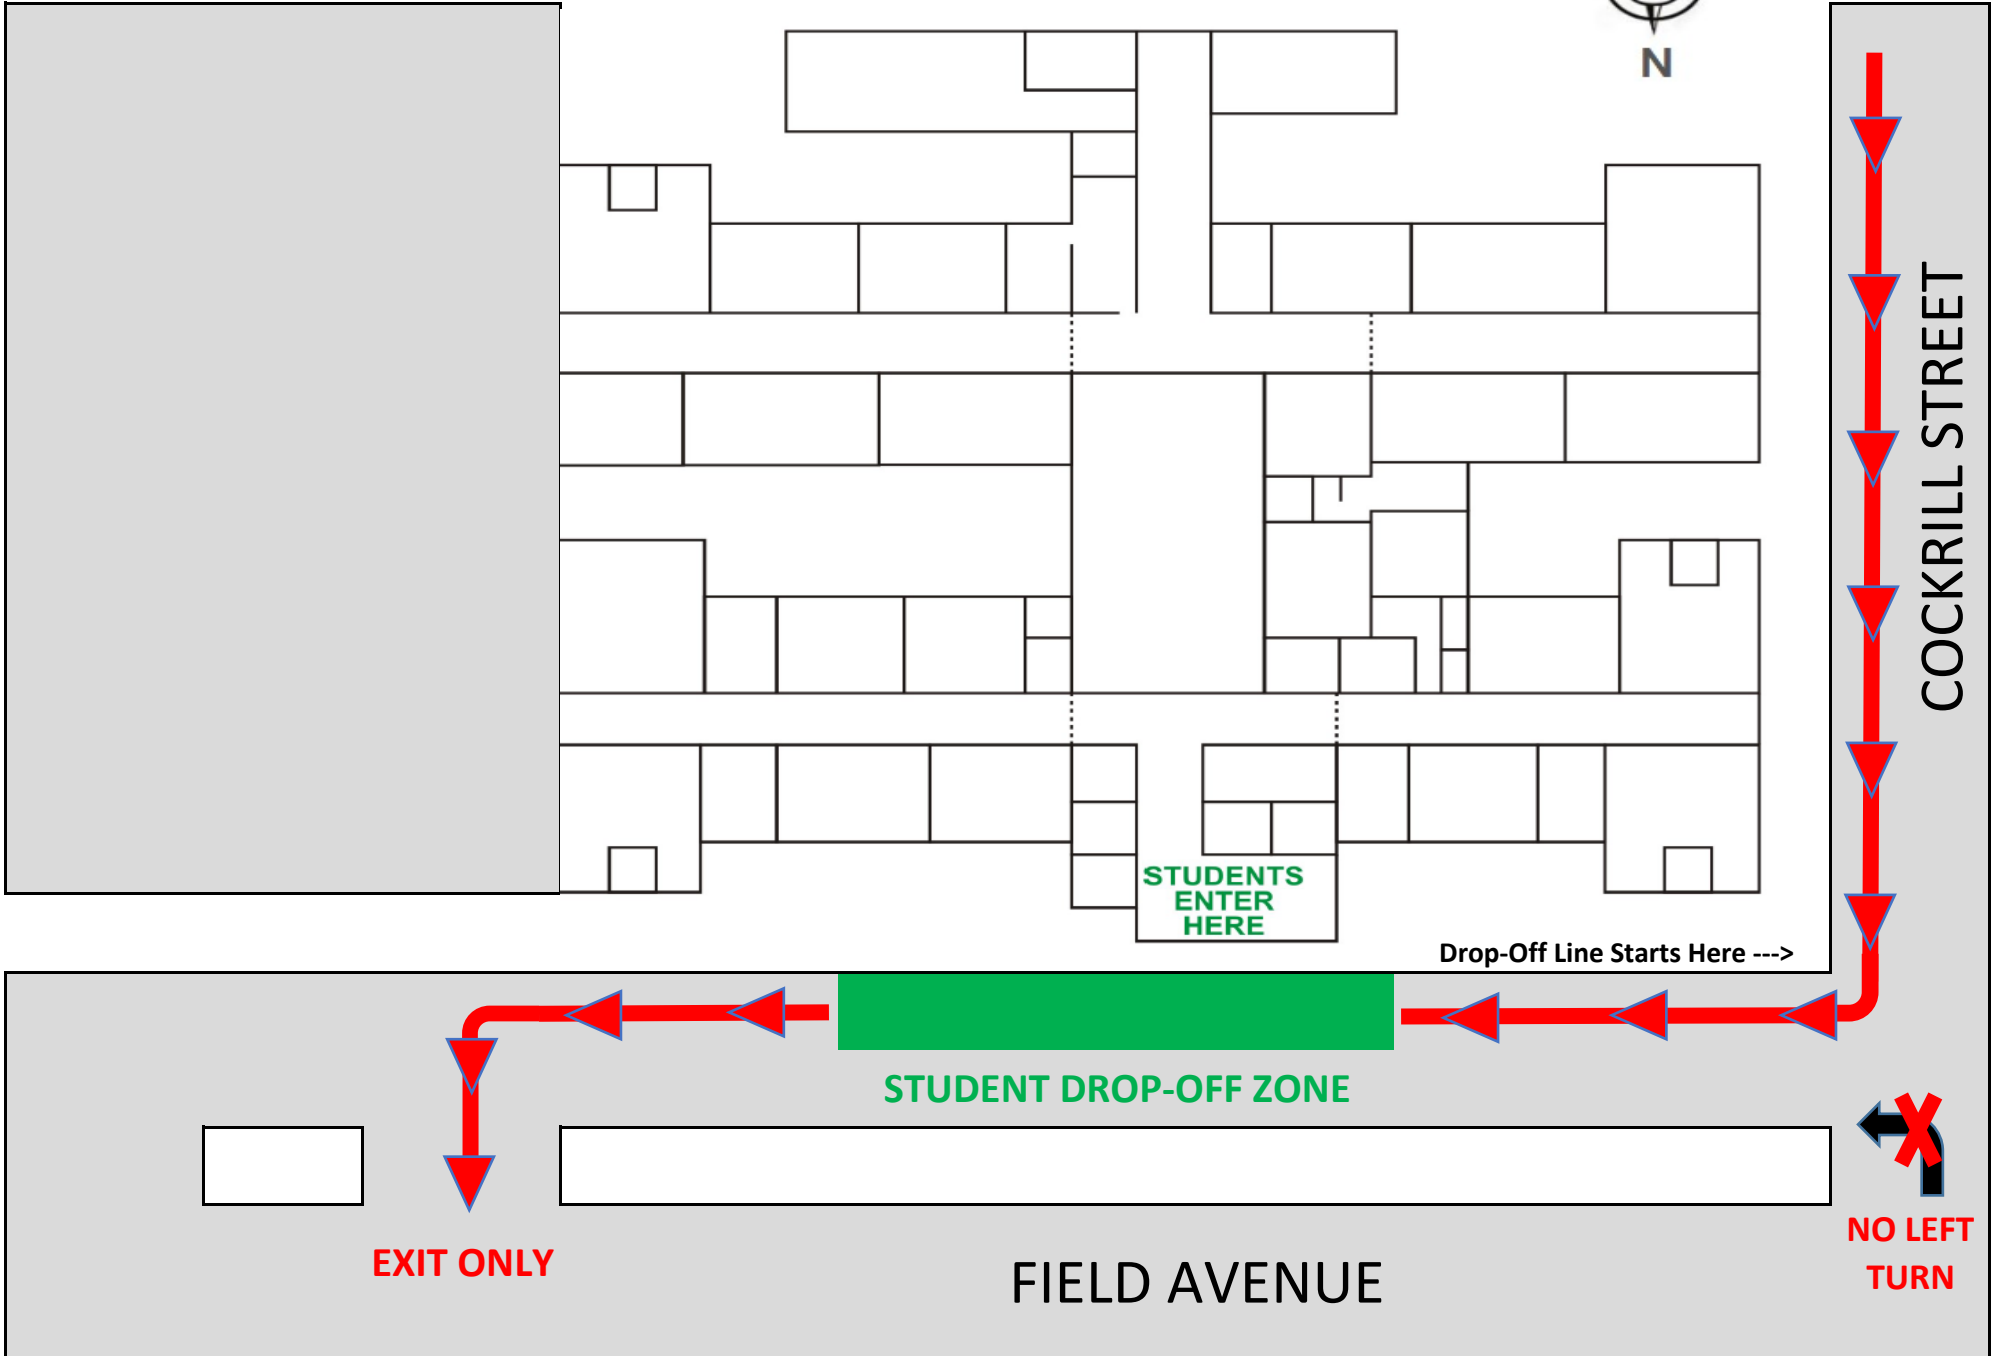 N
COCKRILL STREET
STUDENTS
ENTER
HERE
Drop-Off Line Starts Here --->
STUDENT DROP-OFF ZONE
NO LEFT
TURN
EXIT ONLY
FIELD AVENUE